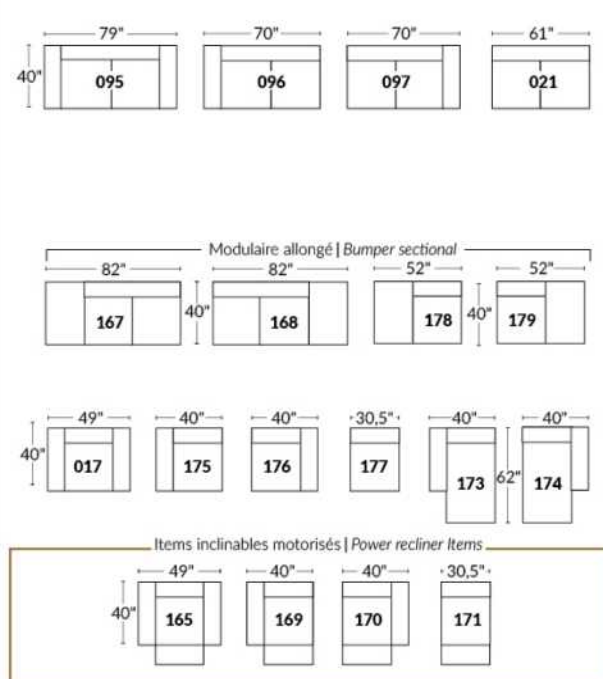 79" 70" 70" 61"
40" 095 096 097 021
Modulaire allongé | Bumper sectional
82" 82" 52" 52"
167 40" 168 178 40" 179
49" 40" 40" 30,5" 40" 40"
40" 017 175 176 177 173 62" 174
Items inclinables motorisés | Power recliner Items
49" 40" 40" 30,5"
40" 165 169 170 171